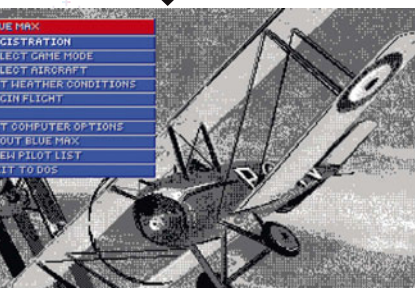 UE MAX
GISTRATION
LECT GAME MODE
LECT AIRCRAFT
T WEATHER CONDITIONS
GIN FLIGHT
T COMPUTER OPTIONS
OUT BLUE MAX
EW PILOT LIST
IT TO DOS
D
V